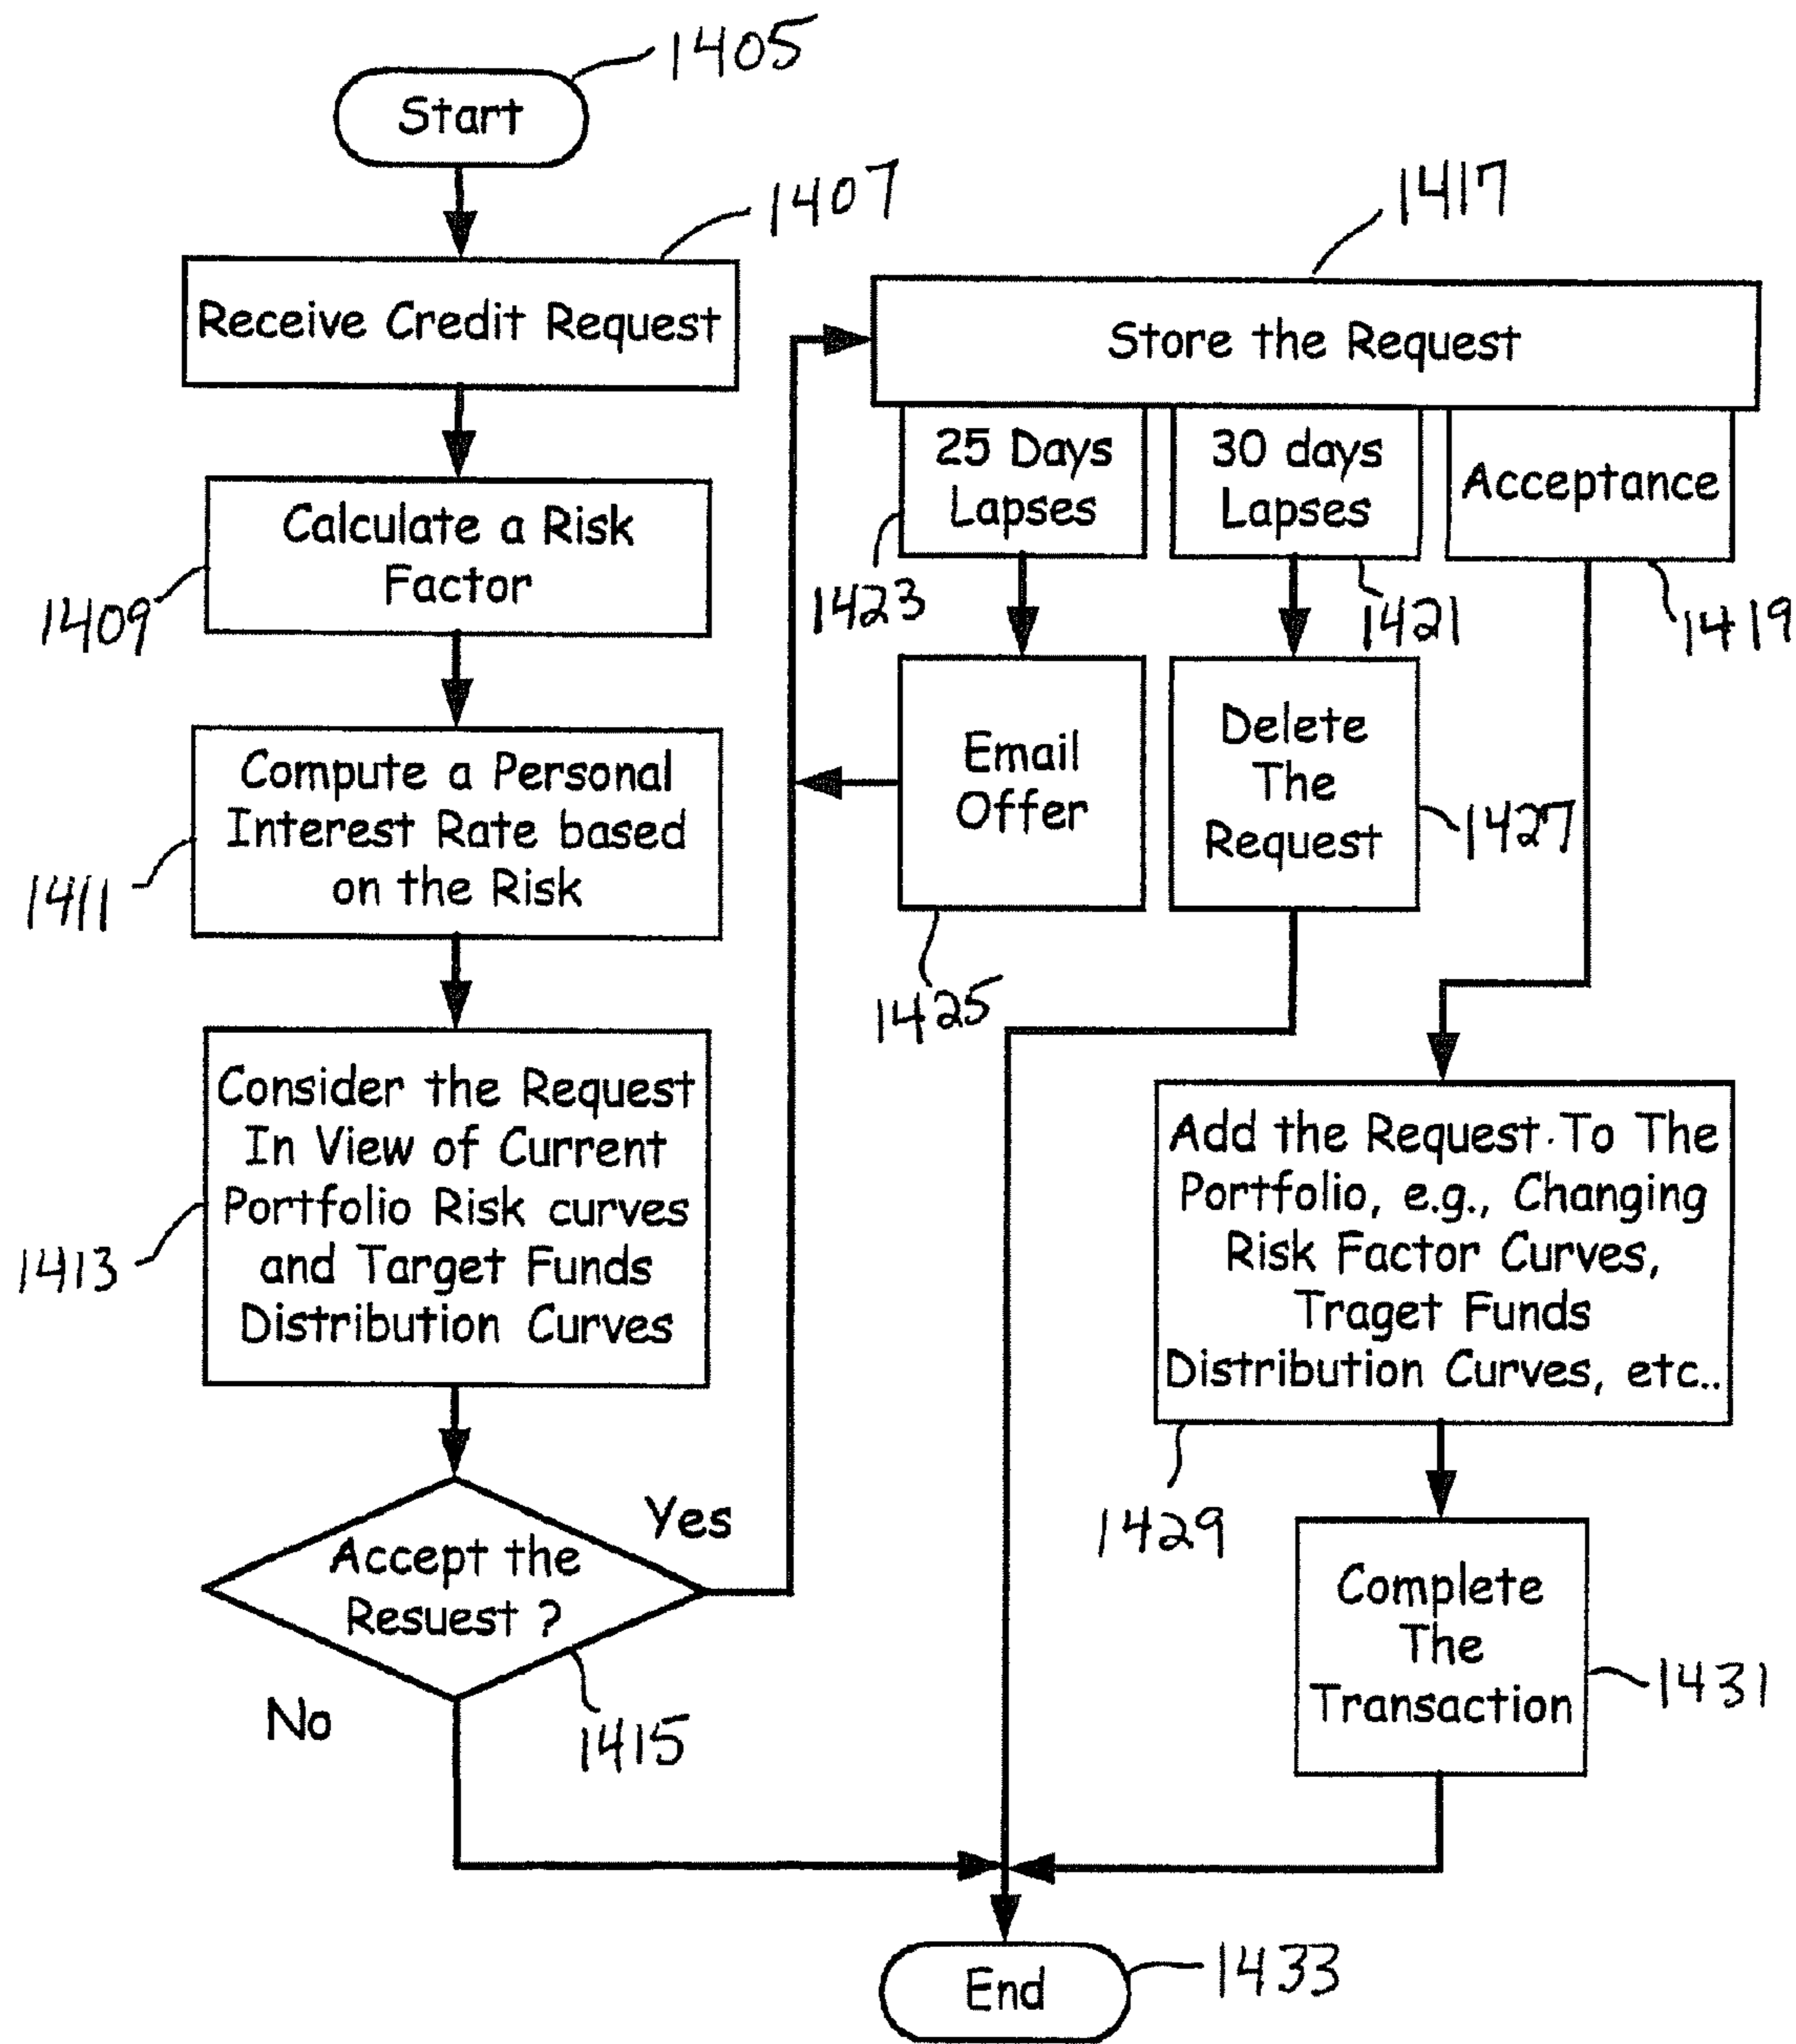 1405
Start
1407
Receive Credit Request
Calculate a Risk
Factor
1409
Compute a Personal
Interest Rate based
on the Risk
1411
Consider the Request
In View of Current
Portfolio Risk curves
and Target Funds
Distribution Curves
1413
Accept the
Resuest ?
Yes
No
1415
1417
Store the Request
25 Days
Lapses
1423
30 days
Lapses
1421
Acceptance
1419
Email
Offer
1425
Delete
The
Request
1427
Add the Request To The
Portfolio, e.g., Changing
Risk Factor Curves,
Traget Funds
Distribution Curves, etc..
1429
Complete
The
Transaction
1431
End
1433